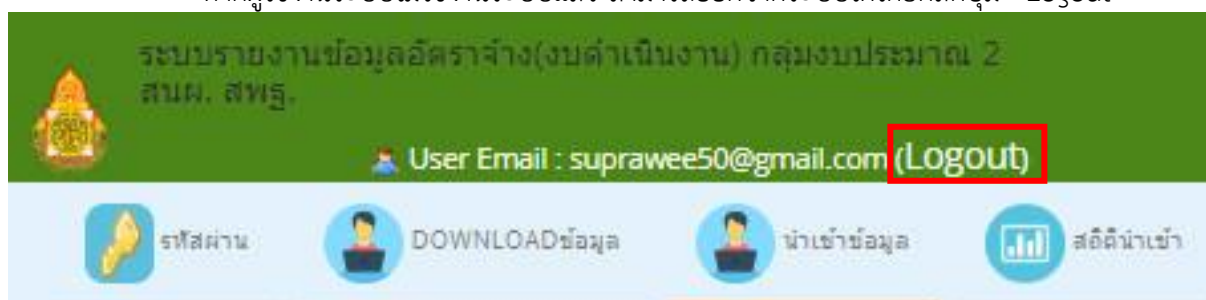 ระบบรายงานข้อมูลอัตราจ้าง(งบดำเนินงาน) กลุ่มงบประมาณ 2
สนผ. สพฐ.
User Email : suprawee50@gmail.com (Logout)
รหัสผ่าน DOWNLOADข้อมูล นำเข้าข้อมูล สถิตินำเข้า